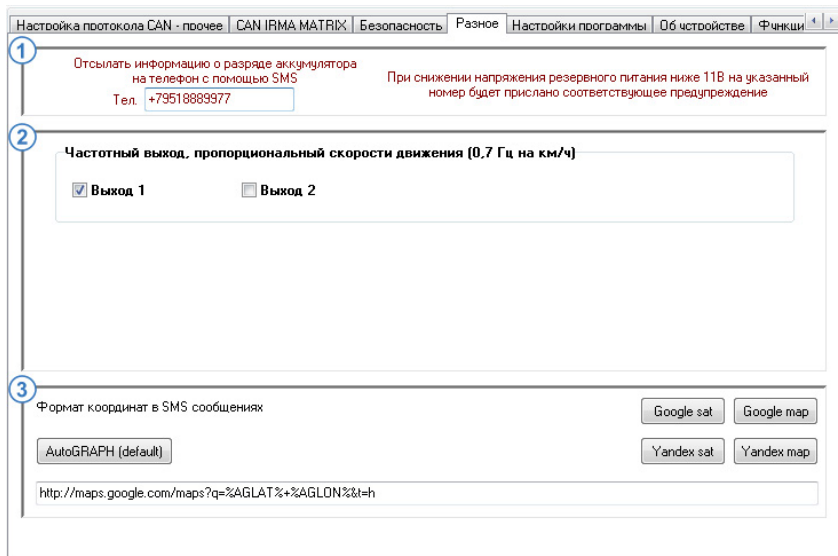 Настройка протокола CAN - прочее CAN IRMA MATRIX Безопасность Разное Настройки программы Об устройстве Функци
1
Отсылать информацию о разряде аккумулятора
на телефон с помощью SMS
Тел. +79518889977
При снижении напряжения резервного питания ниже 11В на указанный
номер будет прислано соответствующее предупреждение
2
Частотный выход, пропорциональный скорости движения (0,7 Гц на км/ч)
Выход 1 Выход 2
3
Формат координат в SMS сообщениях
Google sat Google map
AutoGRAPH (default) Yandex sat Yandex map
http://maps.google.com/maps?q=%AGLAT%+%AGLON%&t=h